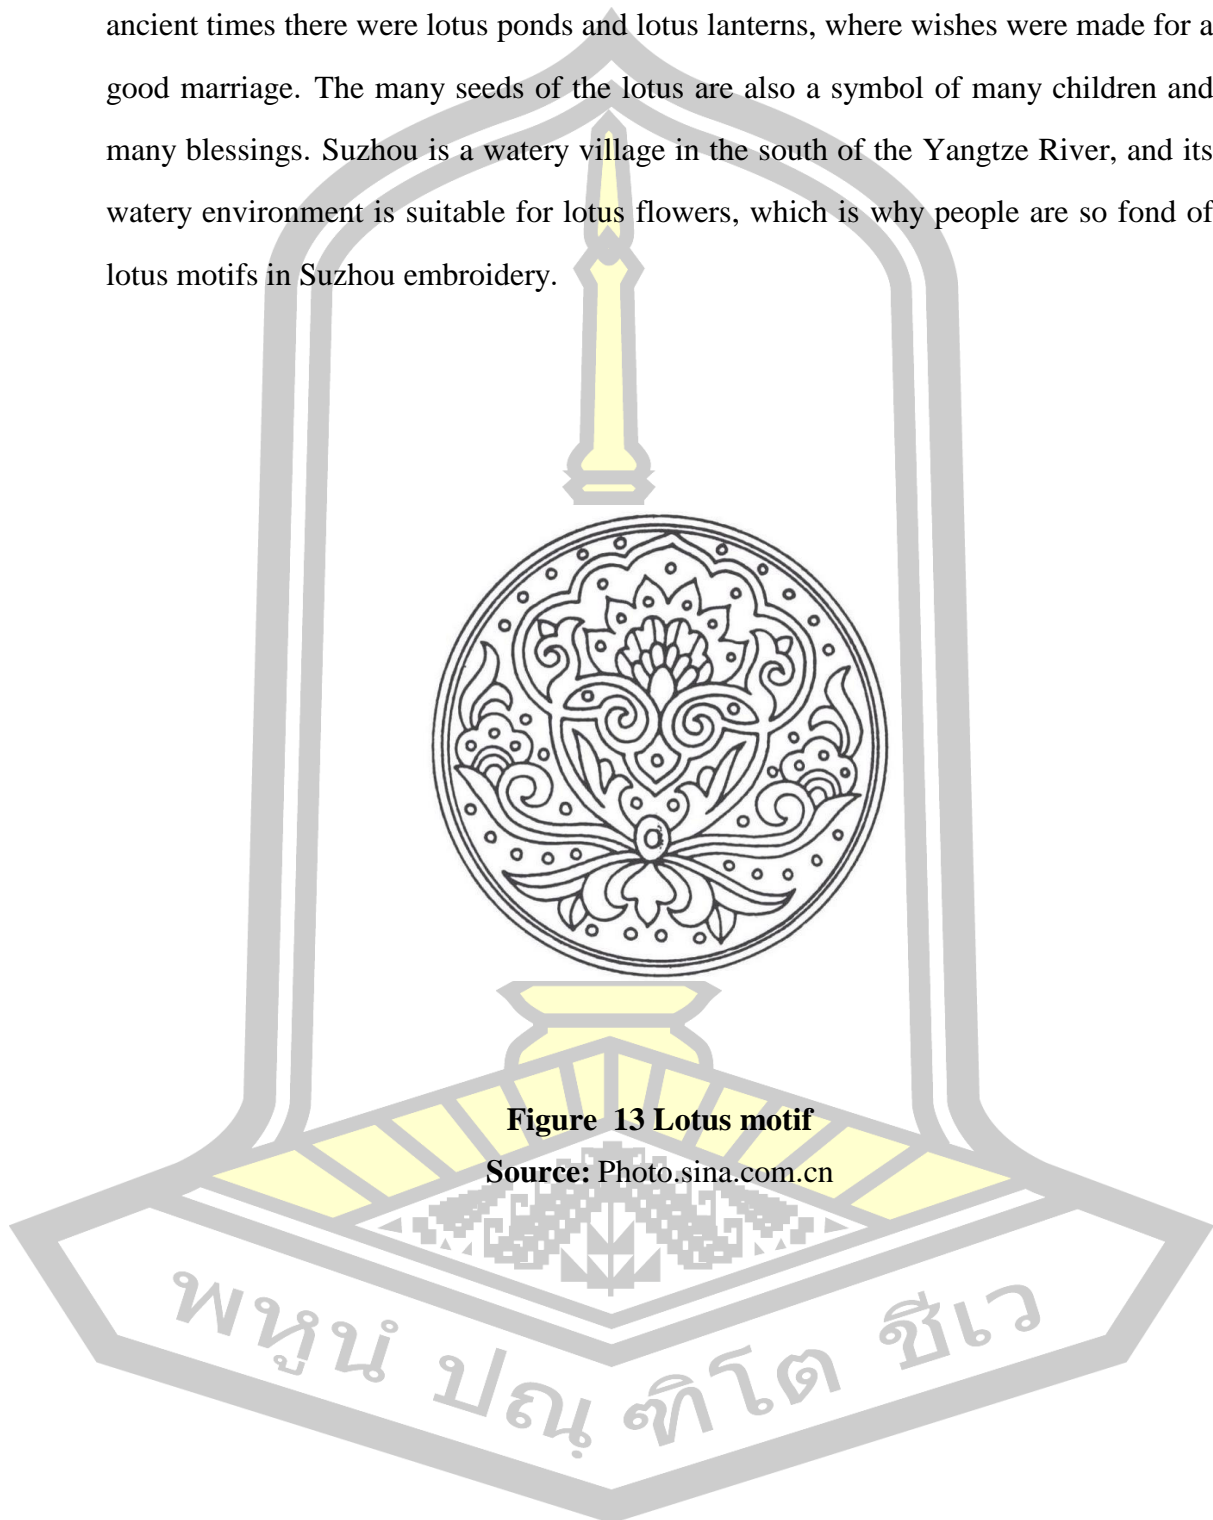 ancient times there were lotus ponds and lotus lanterns, where wishes were made for a
good marriage. The many seeds of the lotus are also a symbol of many children and
many blessings. Suzhou is a watery village in the south of the Yangtze River, and its
watery environment is suitable for lotus flowers, which is why people are so fond of
lotus motifs in Suzhou embroidery.
Figure 13 Lotus motif
Source: Photo.sina.com.cn
พหูนํ ปณฺ ฑิโต ชีเว